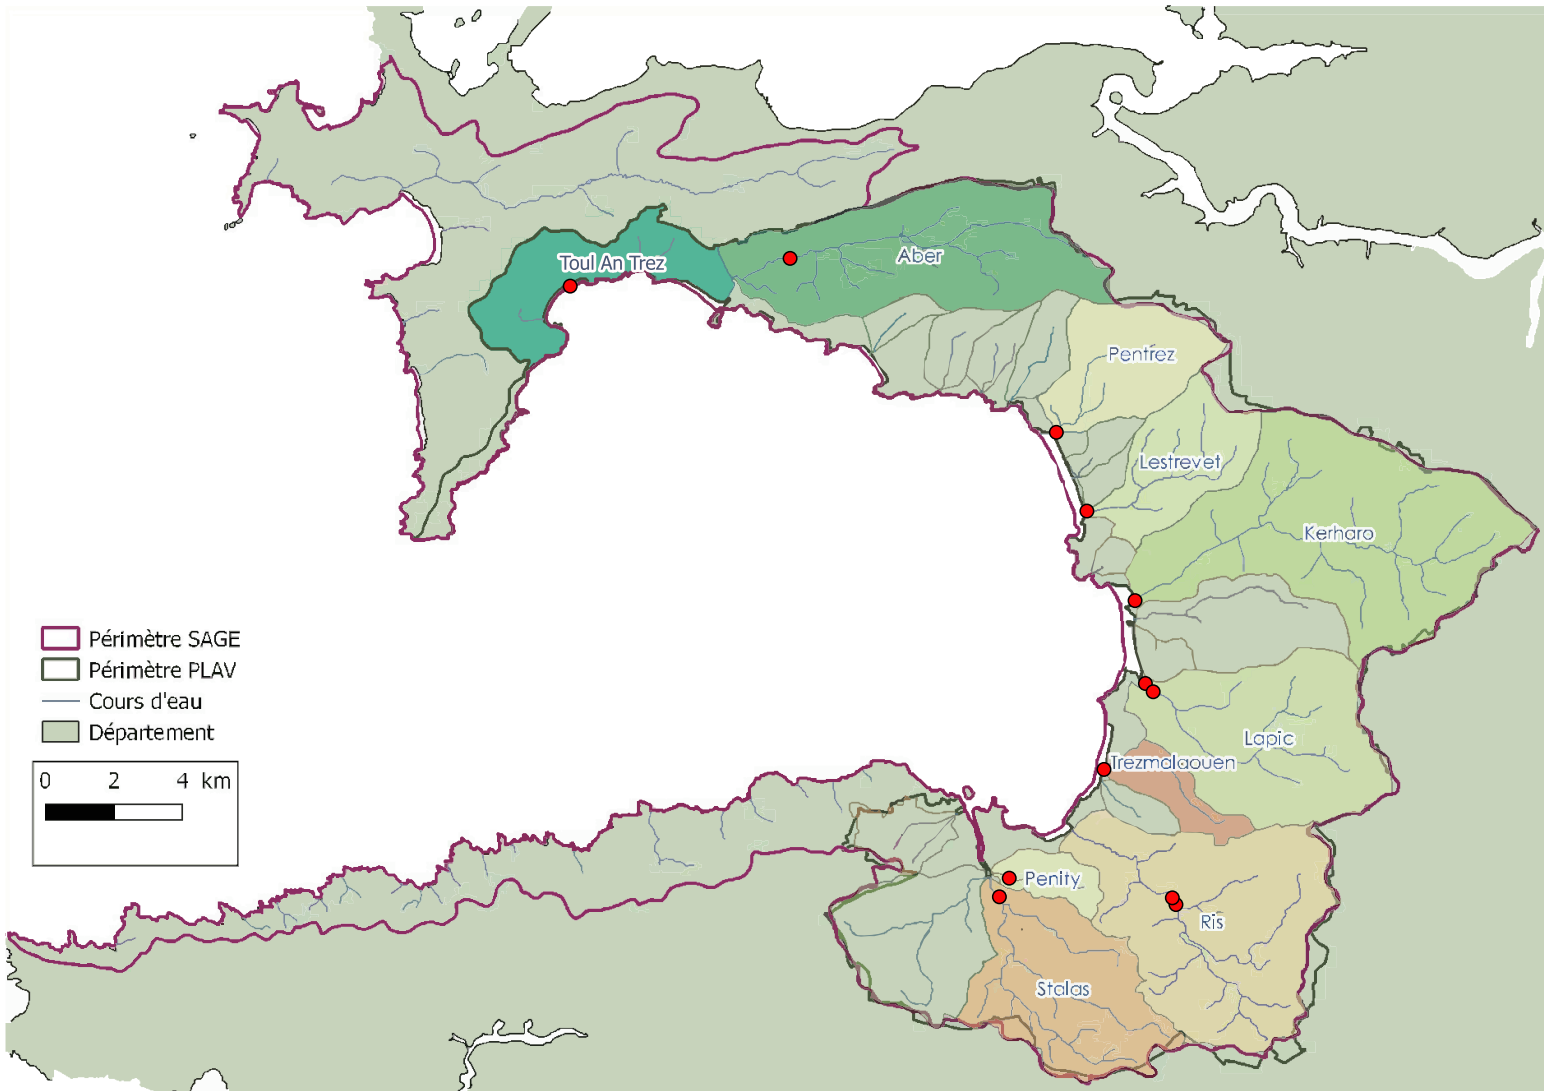 Toul An Trez
Aber
Pentrez
Lestrevet
Kerharo
Lapic
Trezmalaouen
Penity
Ris
Stalas
Périmètre SAGE
Périmètre PLAV
Cours d'eau
Département
0 2 4 km